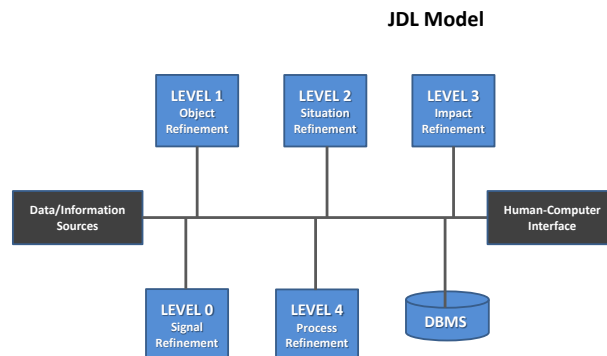 JDL Model
LEVEL 1
Object
Refinement
LEVEL 2
Situation
Refinement
LEVEL 3
Impact
Refinement
Data/Information
Sources
Human-Computer
Interface
LEVEL 0
Signal
Refinement
LEVEL 4
Process
Refinement
DBMS